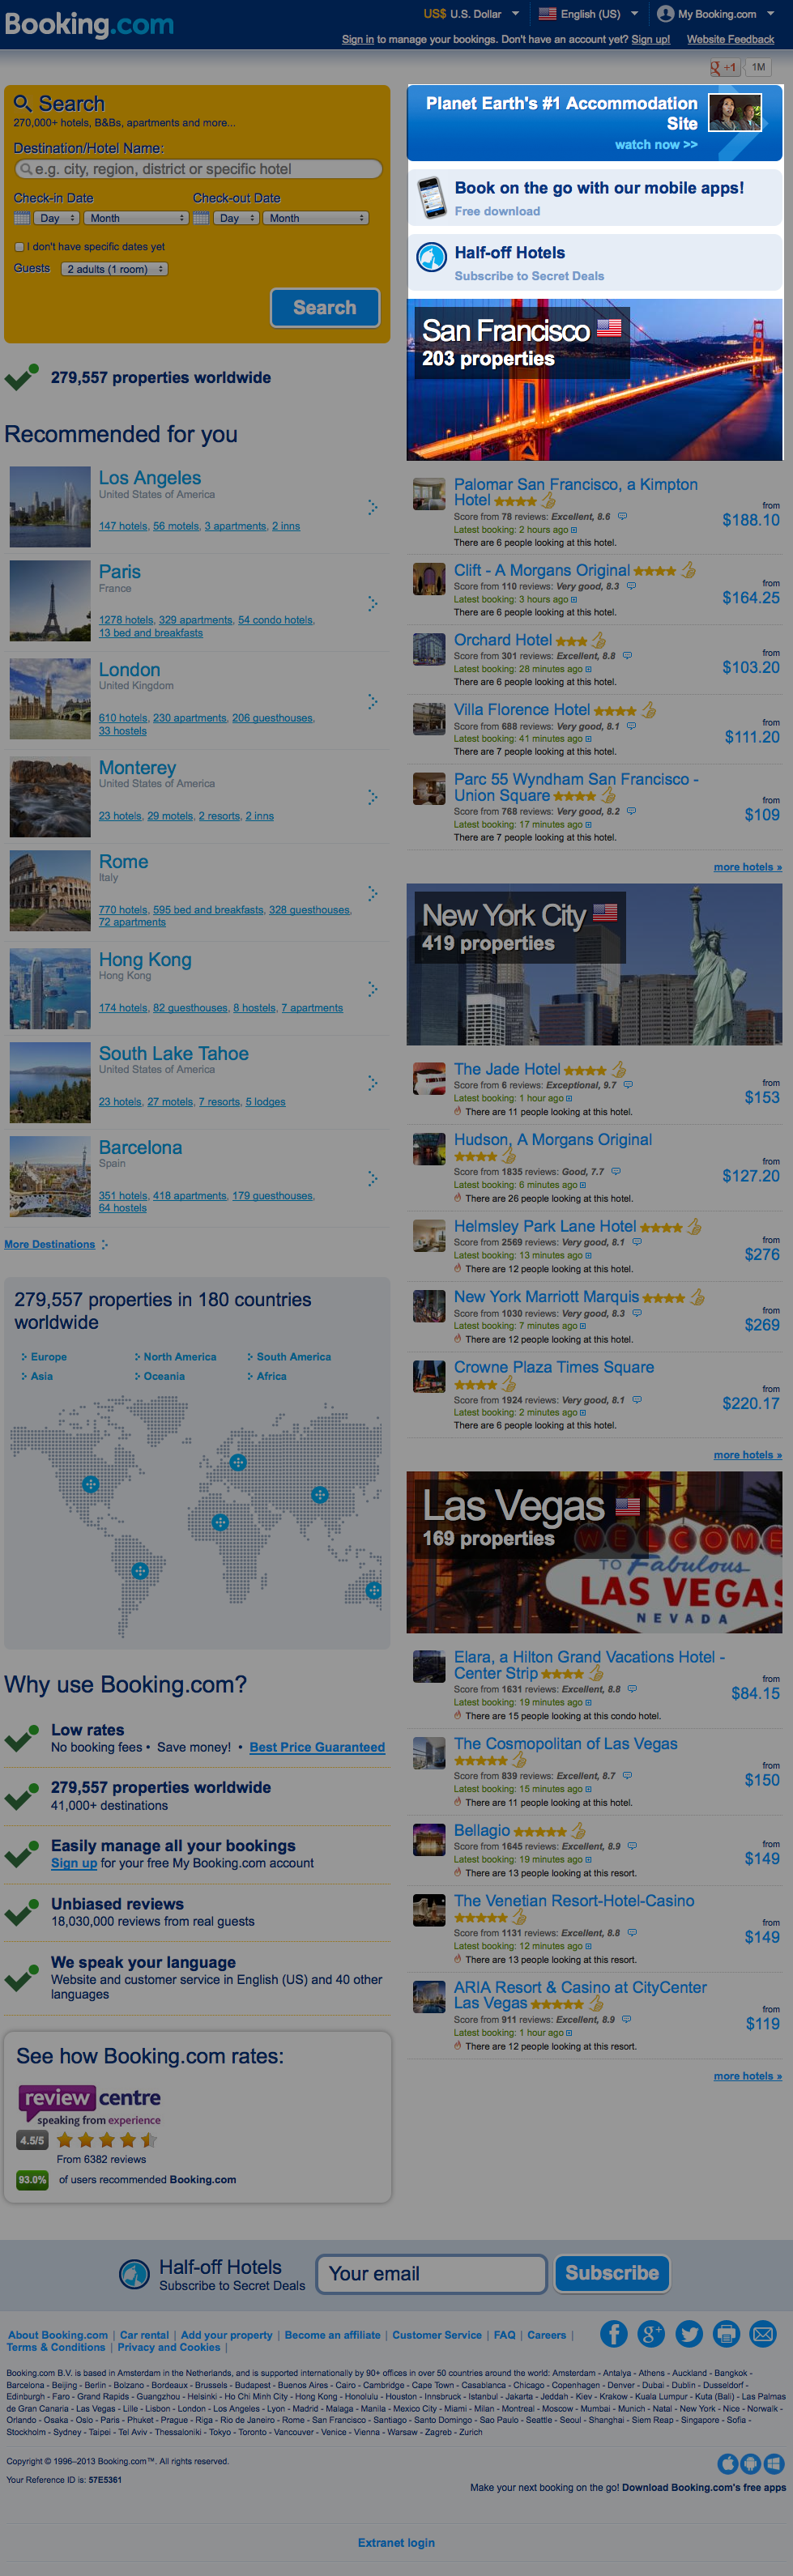 Booking.com
US$ U.S. Dollar
English (US)
My Booking.com
Sign in to manage your bookings. Don't have an account yet? Sign up!
Website Feedback
+1 1M
Search
270,000+ hotels, B&Bs, apartments and more...
Destination/Hotel Name:
e.g. city, region, district or specific hotel
Check-in Date Check-out Date
Day Month Day Month
I don't have specific dates yet
Guests 2 adults (1 room)
Search
279,557 properties worldwide
Recommended for you
Los Angeles
United States of America
147 hotels, 56 motels, 3 apartments, 2 inns
Paris
France
1278 hotels, 329 apartments, 54 condo hotels,
13 bed and breakfasts
London
United Kingdom
610 hotels, 230 apartments, 206 guesthouses,
33 hostels
Monterey
United States of America
23 hotels, 29 motels, 2 resorts, 2 inns
Rome
Italy
770 hotels, 595 bed and breakfasts, 328 guesthouses,
72 apartments
Hong Kong
Hong Kong
174 hotels, 82 guesthouses, 8 hostels, 7 apartments
South Lake Tahoe
United States of America
23 hotels, 27 motels, 7 resorts, 5 lodges
Barcelona
Spain
351 hotels, 418 apartments, 179 guesthouses,
64 hostels
More Destinations
279,557 properties in 180 countries
worldwide
Europe North America South America
Asia Oceania Africa
Why use Booking.com?
Low rates
No booking fees • Save money! • Best Price Guaranteed
279,557 properties worldwide
41,000+ destinations
Easily manage all your bookings
Sign up for your free My Booking.com account
Unbiased reviews
18,030,000 reviews from real guests
We speak your language
Website and customer service in English (US) and 40 other
languages
See how Booking.com rates:
review centre
speaking from experience
4.5/5
From 6382 reviews
93.0% of users recommended Booking.com
Planet Earth's #1 Accommodation
Site
watch now >>
Book on the go with our mobile apps!
Free download
Half-off Hotels
Subscribe to Secret Deals
San Francisco
203 properties
Palomar San Francisco, a Kimpton
Hotel
Score from 78 reviews: Excellent, 8.6
Latest booking: 2 hours ago
There are 6 people looking at this hotel.
from
$188.10
Clift - A Morgans Original
Score from 110 reviews: Very good, 8.3
Latest booking: 3 hours ago
There are 6 people looking at this hotel.
from
$164.25
Orchard Hotel
Score from 301 reviews: Excellent, 8.8
Latest booking: 28 minutes ago
There are 6 people looking at this hotel.
from
$103.20
Villa Florence Hotel
Score from 688 reviews: Very good, 8.1
Latest booking: 41 minutes ago
There are 7 people looking at this hotel.
from
$111.20
Parc 55 Wyndham San Francisco -
Union Square
Score from 768 reviews: Very good, 8.2
Latest booking: 17 minutes ago
There are 7 people looking at this hotel.
from
$109
more hotels »
New York City
419 properties
The Jade Hotel
Score from 6 reviews: Exceptional, 9.7
Latest booking: 1 hour ago
There are 11 people looking at this hotel.
from
$153
Hudson, A Morgans Original
Score from 1835 reviews: Good, 7.7
Latest booking: 6 minutes ago
There are 26 people looking at this hotel.
from
$127.20
Helmsley Park Lane Hotel
Score from 2569 reviews: Very good, 8.1
Latest booking: 13 minutes ago
There are 12 people looking at this hotel.
from
$276
New York Marriott Marquis
Score from 1030 reviews: Very good, 8.3
Latest booking: 7 minutes ago
There are 12 people looking at this hotel.
from
$269
Crowne Plaza Times Square
Score from 1924 reviews: Very good, 8.1
Latest booking: 2 minutes ago
There are 6 people looking at this hotel.
from
$220.17
more hotels »
Las Vegas
169 properties
WELCOME
TO Fabulous
LAS VEGAS
NEVADA
Elara, a Hilton Grand Vacations Hotel -
Center Strip
Score from 1631 reviews: Excellent, 8.8
Latest booking: 19 minutes ago
There are 15 people looking at this condo hotel.
from
$84.15
The Cosmopolitan of Las Vegas
Score from 839 reviews: Excellent, 8.7
Latest booking: 15 minutes ago
There are 11 people looking at this hotel.
from
$150
Bellagio
Score from 1645 reviews: Excellent, 8.9
Latest booking: 19 minutes ago
There are 13 people looking at this resort.
from
$149
The Venetian Resort-Hotel-Casino
Score from 1131 reviews: Excellent, 8.8
Latest booking: 12 minutes ago
There are 13 people looking at this resort.
from
$149
ARIA Resort & Casino at CityCenter
Las Vegas
Score from 911 reviews: Excellent, 8.9
Latest booking: 1 hour ago
There are 12 people looking at this resort.
from
$119
more hotels »
Half-off Hotels
Subscribe to Secret Deals
Your email
Subscribe
About Booking.com | Car rental | Add your property | Become an affiliate | Customer Service | FAQ | Careers |
Terms & Conditions | Privacy and Cookies |
Booking.com B.V. is based in Amsterdam in the Netherlands, and is supported internationally by 90+ offices in over 50 countries around the world: Amsterdam - Antalya - Athens - Auckland - Bangkok -
Barcelona - Beijing - Berlin - Bolzano - Bordeaux - Brussels - Budapest - Buenos Aires - Cairo - Cambridge - Cape Town - Casablanca - Chicago - Copenhagen - Denver - Dubai - Dublin - Dusseldorf -
Edinburgh - Faro - Grand Rapids - Guangzhou - Helsinki - Ho Chi Minh City - Hong Kong - Honolulu - Houston - Innsbruck - Istanbul - Jakarta - Jeddah - Kiev - Krakow - Kuala Lumpur - Kuta (Bali) - Las Palmas
de Gran Canaria - Las Vegas - Lille - Lisbon - London - Los Angeles - Lyon - Madrid - Malaga - Manila - Mexico City - Miami - Milan - Montreal - Moscow - Mumbai - Munich - Natal - New York - Nice - Norwalk -
Orlando - Osaka - Oslo - Paris - Phuket - Prague - Riga - Rio de Janeiro - Rome - San Francisco - Santiago - Santo Domingo - Sao Paulo - Seattle - Seoul - Shanghai - Siem Reap - Singapore - Sofia -
Stockholm - Sydney - Taipei - Tel Aviv - Thessaloniki - Tokyo - Toronto - Vancouver - Venice - Vienna - Warsaw - Zagreb - Zurich
Copyright © 1996–2013 Booking.com™. All rights reserved.
Your Reference ID is: 57E5361
Make your next booking on the go! Download Booking.com's free apps
Extranet login